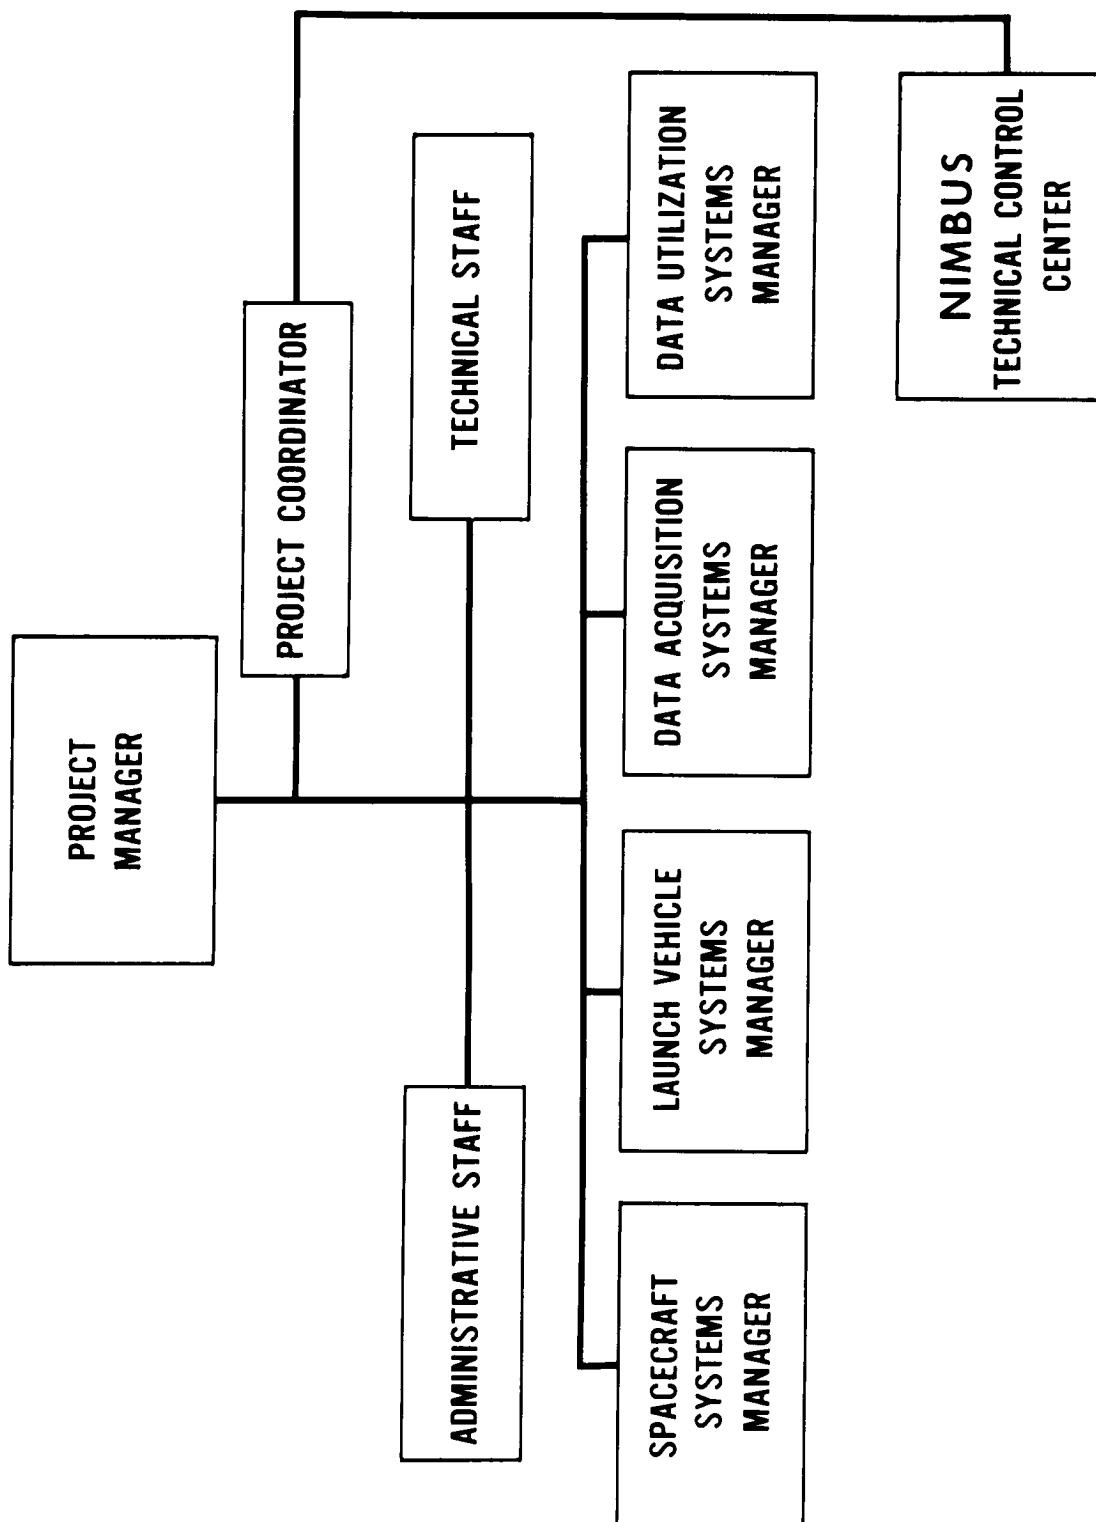 PROJECT
MANAGER
PROJECT COORDINATOR
ADMINISTRATIVE STAFF
TECHNICAL STAFF
SPACECRAFT
SYSTEMS
MANAGER
LAUNCH VEHICLE
SYSTEMS
MANAGER
DATA ACQUISITION
SYSTEMS
MANAGER
DATA UTILIZATION
SYSTEMS
MANAGER
NIMBUS
TECHNICAL CONTROL
CENTER